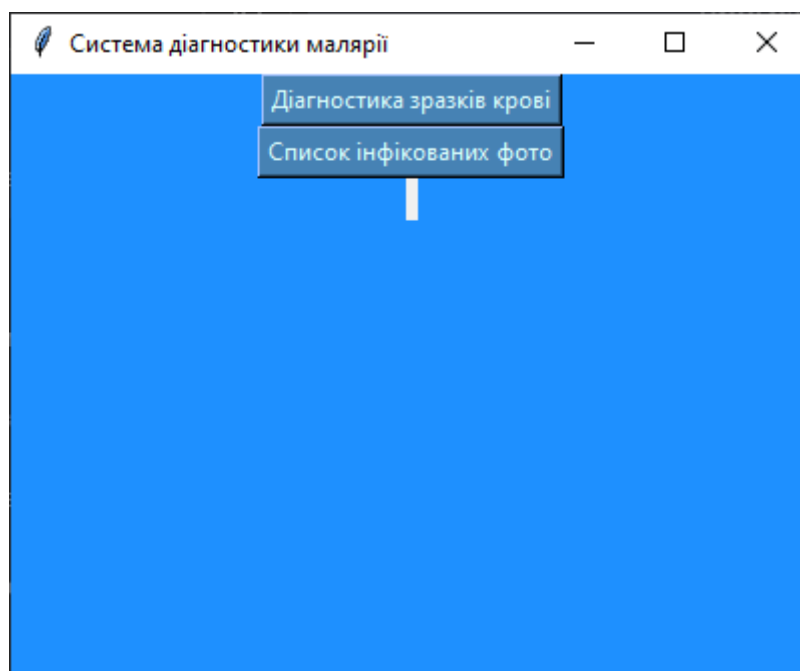 Система діагностики малярії
Діагностика зразків крові
Список інфікованих фото